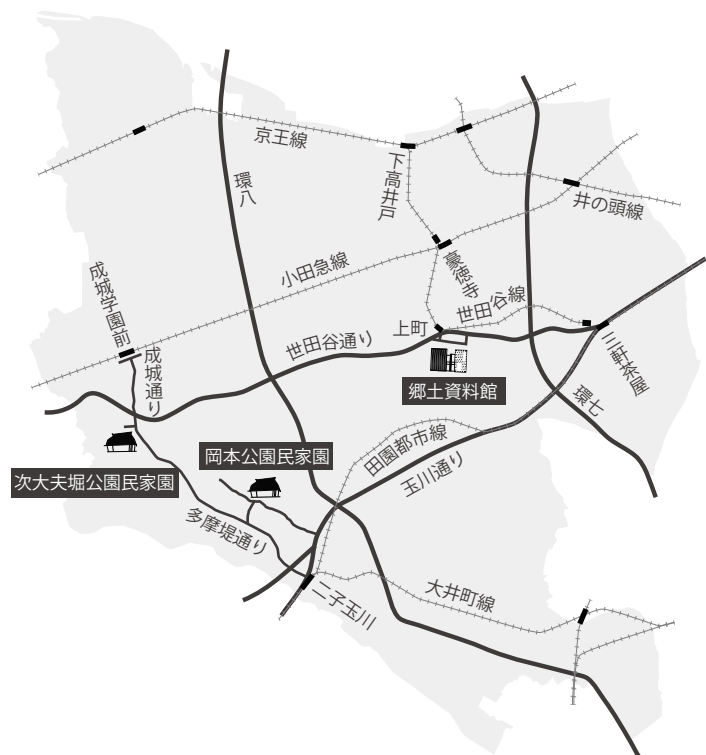 京王線
下高井戸
環八
井の頭線
小田急線
豪徳寺
成城学園前
世田谷線
上町
世田谷通り
成城通り
三軒茶屋
郷土資料館
環七
田園都市線
岡本公園民家園
玉川通り
次大夫堀公園民家園
多摩堤通り
大井町線
二子玉川